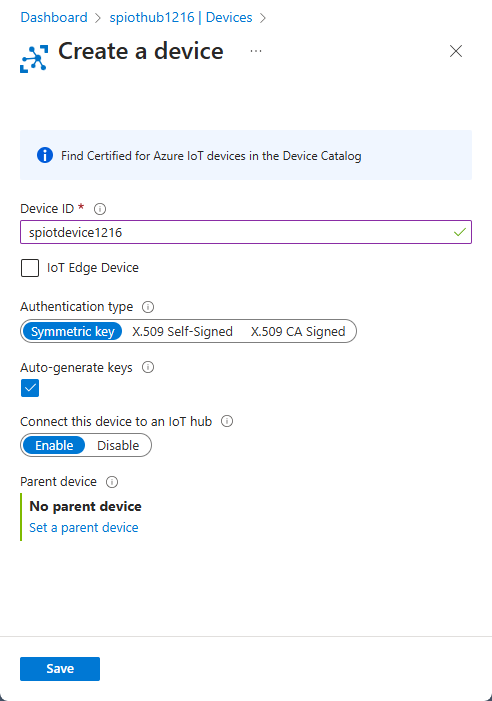 Dashboard > spiothub1216 | Devices >
Create a device ...
Find Certified for Azure IoT devices in the Device Catalog
Device ID *
spiotdevice1216
IoT Edge Device
Authentication type
Symmetric key X.509 Self-Signed X.509 CA Signed
Auto-generate keys
Connect this device to an IoT hub
Enable Disable
Parent device
No parent device
Set a parent device
Save